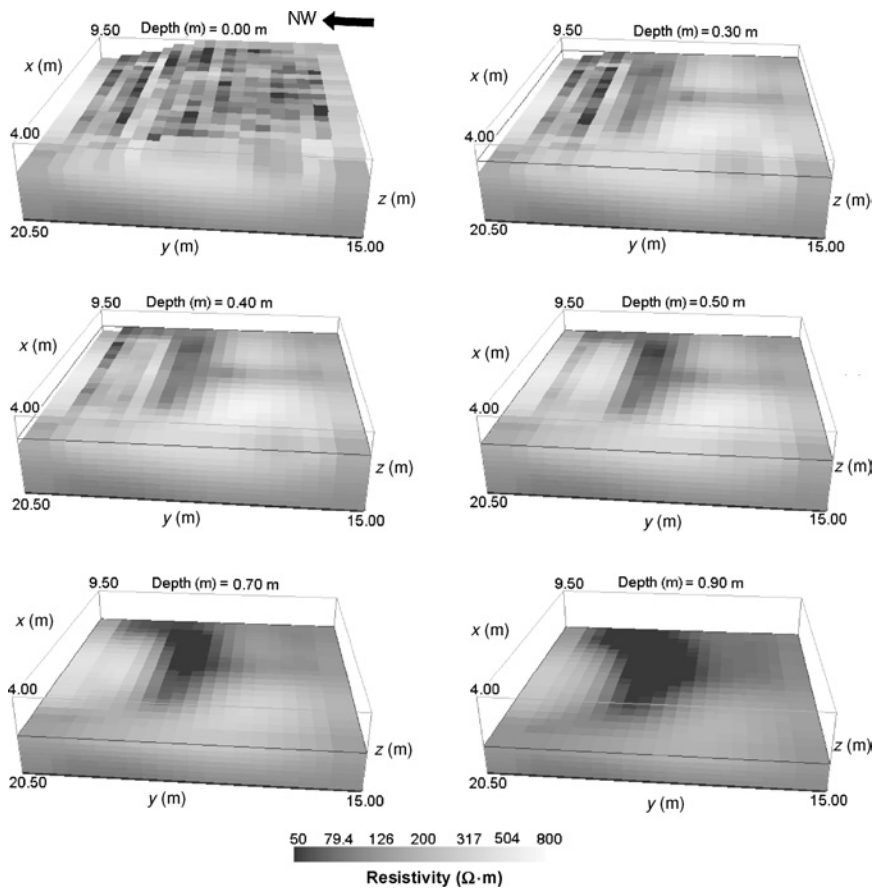 NW
9.50 Depth (m) = 0.00 m
x (m)
4.00
z (m)
20.50
y (m)
15.00
9.50 Depth (m) = 0.30 m
x (m)
4.00
z (m)
20.50
y (m)
15.00
9.50 Depth (m) = 0.40 m
x (m)
4.00
z (m)
20.50
y (m)
15.00
9.50 Depth (m) =0.50 m
x (m)
4.00
z (m)
20.50
y (m)
15.00
9.50 Depth (m) = 0.70 m
x (m)
4.00
z (m)
20.50
y (m)
15.00
9.50 Depth (m) = 0.90 m
x (m)
4.00
z (m)
20.50
y (m)
15.00
50 79.4 126 200 317 504 800
Resistivity (Ω·m)